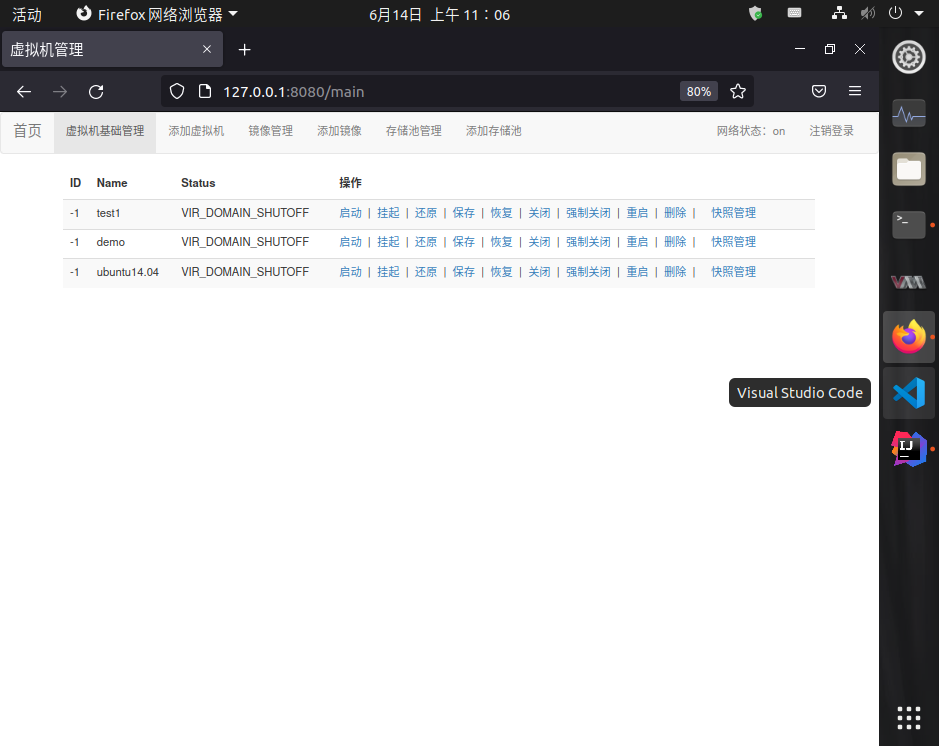 活动 Firefox 网络浏览器 6月14日 上午 11：06
虚拟机管理
127.0.0.1:8080/main 80%
首页 虚拟机基础管理 添加虚拟机 镜像管理 添加镜像 存储池管理 添加存储池 网络状态：on 注销登录
ID Name Status 操作
-1 test1 VIR_DOMAIN_SHUTOFF 启动 | 挂起 | 还原 | 保存 | 恢复 | 关闭 | 强制关闭 | 重启 | 删除 | 快照管理
-1 demo VIR_DOMAIN_SHUTOFF 启动 | 挂起 | 还原 | 保存 | 恢复 | 关闭 | 强制关闭 | 重启 | 删除 | 快照管理
-1 ubuntu14.04 VIR_DOMAIN_SHUTOFF 启动 | 挂起 | 还原 | 保存 | 恢复 | 关闭 | 强制关闭 | 重启 | 删除 | 快照管理
Visual Studio Code
IJ